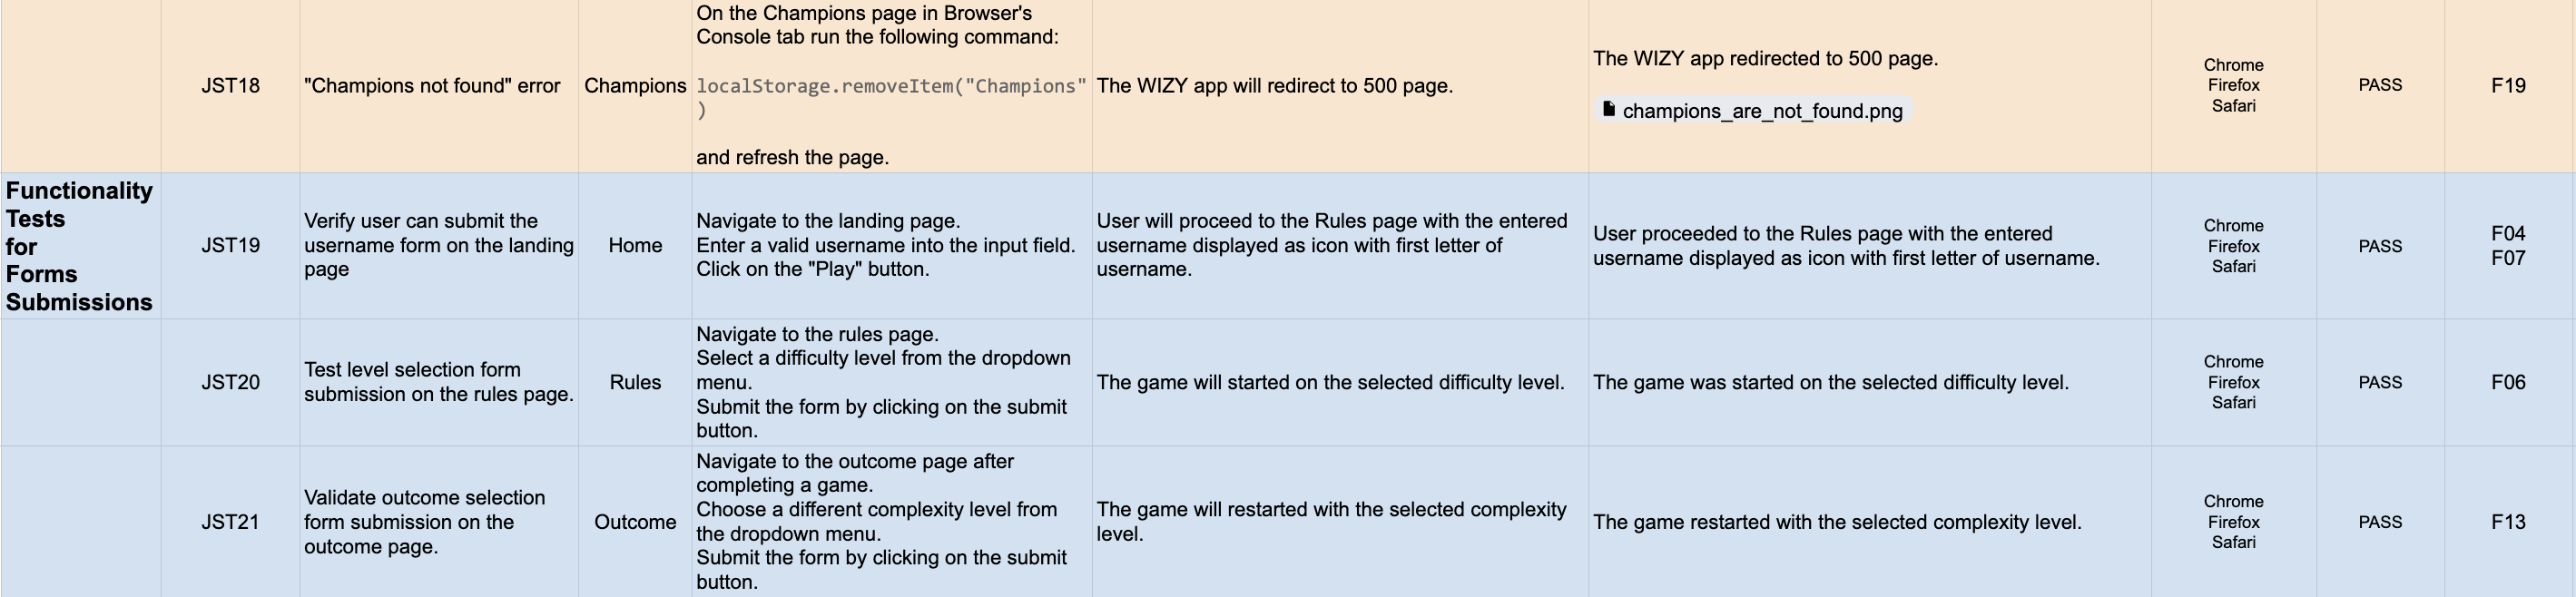 JST18
"Champions not found" error
Champions
On the Champions page in Browser's
Console tab run the following command:
localStorage.removeItem("Champions"
)
and refresh the page.
The WIZY app will redirect to 500 page.
The WIZY app redirected to 500 page.
champions_are_not_found.png
Chrome
Firefox
Safari
PASS
F19
Functionality
Tests
for
Forms
Submissions
JST19
Verify user can submit the
username form on the landing
page
Home
Navigate to the landing page.
Enter a valid username into the input field.
Click on the "Play" button.
User will proceed to the Rules page with the entered
username displayed as icon with first letter of
username.
User proceeded to the Rules page with the entered
username displayed as icon with first letter of username.
Chrome
Firefox
Safari
PASS
F04
F07
JST20
Test level selection form
submission on the rules page.
Rules
Navigate to the rules page.
Select a difficulty level from the dropdown
menu.
Submit the form by clicking on the submit
button.
The game will started on the selected difficulty level.
The game was started on the selected difficulty level.
Chrome
Firefox
Safari
PASS
F06
JST21
Validate outcome selection
form submission on the
outcome page.
Outcome
Navigate to the outcome page after
completing a game.
Choose a different complexity level from
the dropdown menu.
Submit the form by clicking on the submit
button.
The game will restarted with the selected complexity
level.
The game restarted with the selected complexity level.
Chrome
Firefox
Safari
PASS
F13